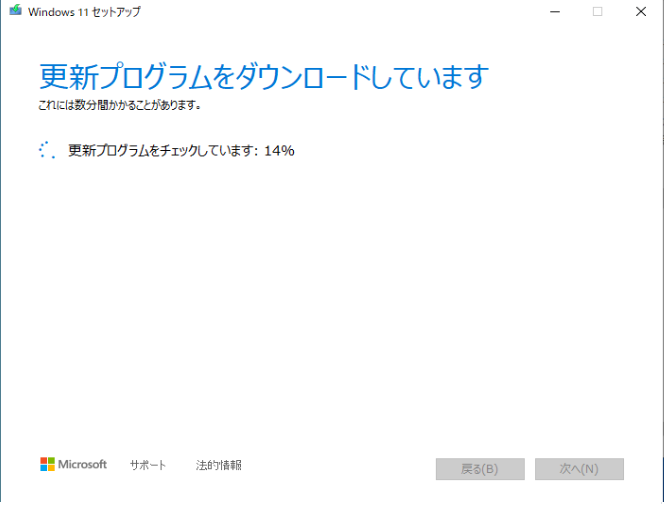 Windows 11 セットアップ
更新プログラムをダウンロードしています
これには数分間かかることがあります。
更新プログラムをチェックしています: 14%
Microsoft サポート 法的情報
戻る(B) 次へ(N)